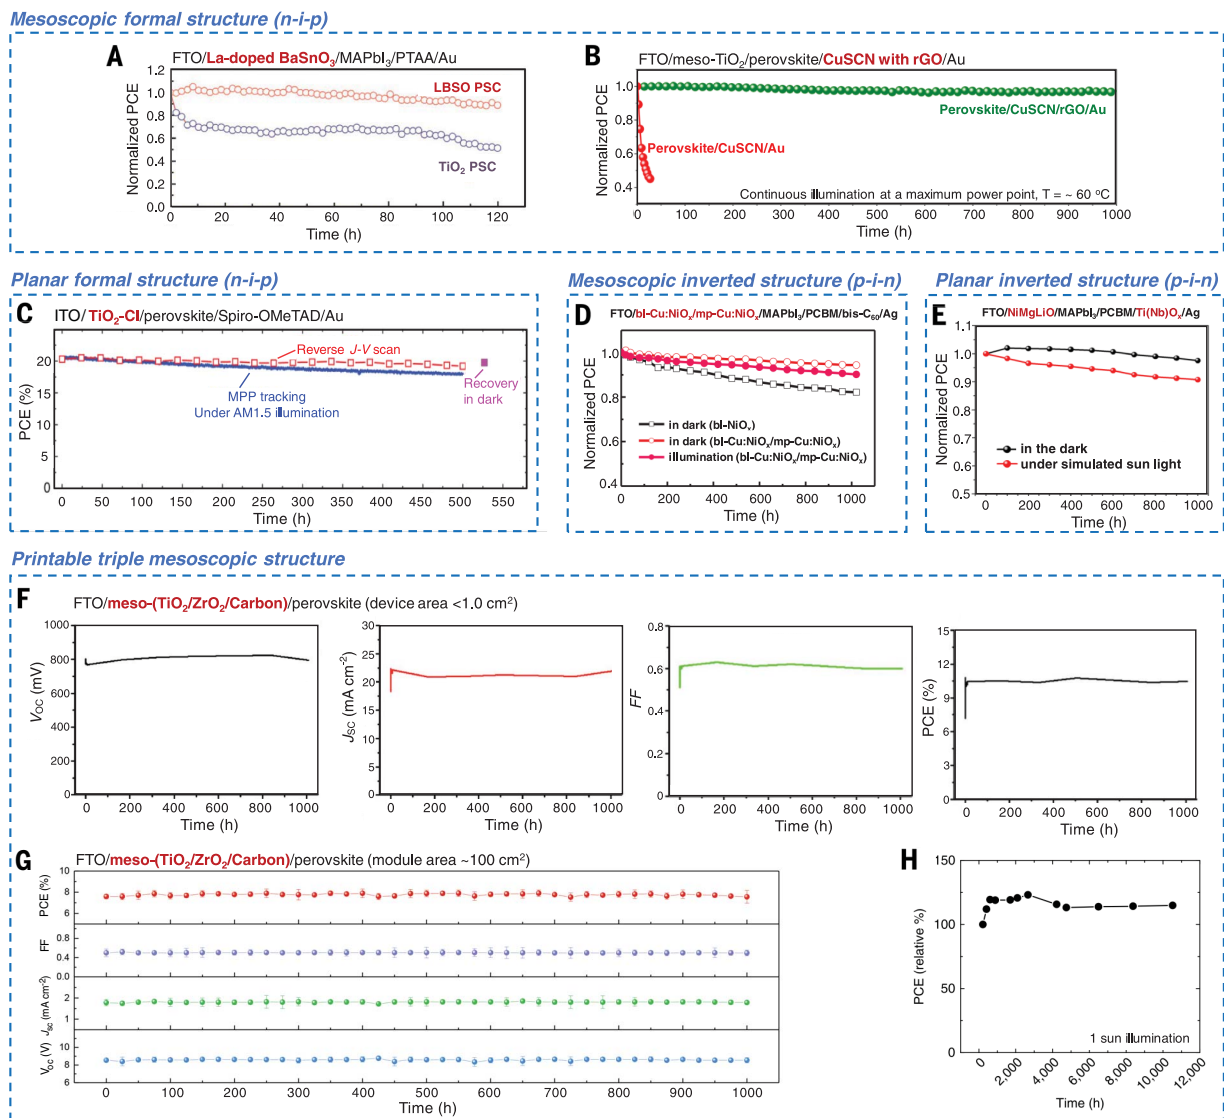 Mesoscopic formal structure (n-i-p)
A
FTO/La-doped BaSnO₃/MAPbI₃/PTAA/Au
Normalized PCE
1.2
1.0
0.8
0.6
0.4
0.2
0.0
LBSO PSC
TiO₂ PSC
0 20 40 60 80 100 120
Time (h)
B
FTO/meso-TiO₂/perovskite/CuSCN with rGO/Au
Normalized PCE
1.0
0.8
0.6
0.4
Perovskite/CuSCN/rGO/Au
Perovskite/CuSCN/Au
Continuous illumination at a maximum power point, T = ~ 60 °C
0 100 200 300 400 500 600 700 800 900 1000
Time (h)
Planar formal structure (n-i-p)
C
ITO/TiO₂-Cl/perovskite/Spiro-OMeTAD/Au
PCE (%)
25
20
15
10
5
0
Reverse J-V scan
MPP tracking
Under AM1.5 illumination
Recovery
in dark
0 50 100 150 200 250 300 350 400 450 500 550
Time (h)
Mesoscopic inverted structure (p-i-n)
D
FTO/bl-Cu:NiOₓ/mp-Cu:NiOₓ/MAPbI₃/PCBM/bis-C₆₀/Ag
Normalized PCE
1.0
0.8
0.6
0.4
in dark (bl-NiOₓ)
in dark (bl-Cu:NiOₓ/mp-Cu:NiOₓ)
illumination (bl-Cu:NiOₓ/mp-Cu:NiOₓ)
0 200 400 600 800 1000
Time (h)
Planar inverted structure (p-i-n)
E
FTO/NiMgLiO/MAPbI₃/PCBM/Ti(Nb)Oₓ/Ag
Normalized PCE
1.1
1.0
0.9
0.8
0.7
0.6
0.5
in the dark
under simulated sun light
0 200 400 600 800 1000
Time (h)
Printable triple mesoscopic structure
F
FTO/meso-(TiO₂/ZrO₂/Carbon)/perovskite (device area <1.0 cm²)
V_OC (mV)
1000
800
600
400
200
0
0 200 400 600 800 1000
Time (h)
J_SC (mA cm⁻²)
30
25
20
15
10
5
0
0 200 400 600 800 1000
Time (h)
FF
0.8
0.6
0.4
0.2
0
0 200 400 600 800 1000
Time (h)
PCE (%)
15
12
9
6
3
0
0 200 400 600 800 1000
Time (h)
G
FTO/meso-(TiO₂/ZrO₂/Carbon)/perovskite (module area ~100 cm²)
PCE (%)
10
8
6
FF
0.8
0.4
0.0
J_SC (mA cm⁻²)
2
1
V_OC (V)
10
8
6
0 100 200 300 400 500 600 700 800 900 1000
Time (h)
H
PCE (relative %)
150
100
50
0
1 sun illumination
0 2,000 4,000 6,000 8,000 10,000 12,000
Time (h)